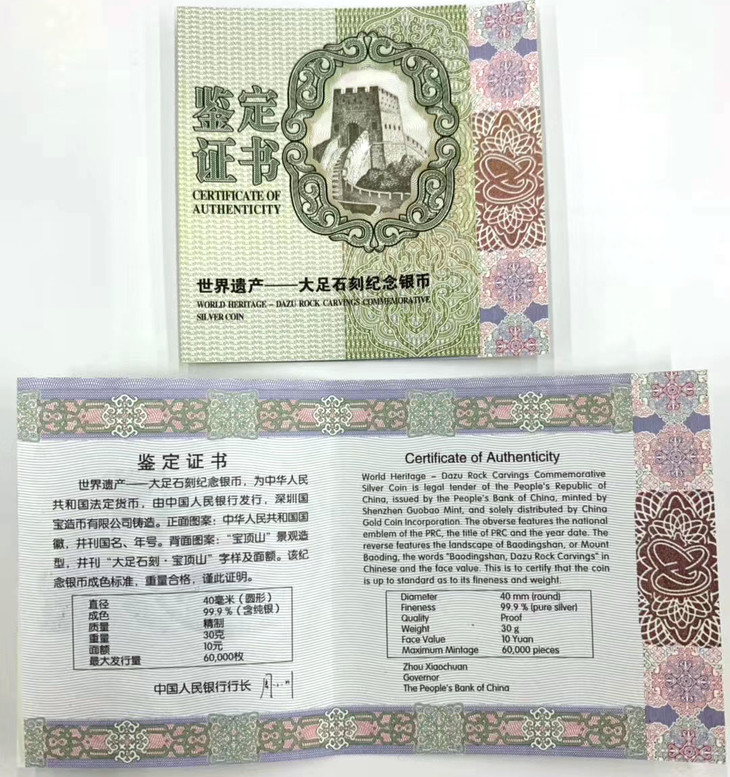 鉴定
证书
CERTIFICATE OF
AUTHENTICITY
世界遗产——大足石刻纪念银币
WORLD HERITAGE – DAZU ROCK CARVINGS COMMEMORATIVE
SILVER COIN
鉴定证书
世界遗产——大足石刻纪念银币，为中华人民
共和国法定货币，由中国人民银行发行，深圳国
宝造币有限公司铸造。正面图案：中华人民共和国国
徽，并刊国名、年号。背面图案：“宝顶山”景观造
型，并刊“大足石刻·宝顶山”字样及面额。该纪
念银币成色标准，重量合格，谨此证明。
直径 40毫米（圆形）
成色 99.9％（含纯银）
质量 精制
重量 30克
面额 10元
最大发行量 60,000枚
中国人民银行行长
Certificate of Authenticity
World Heritage – Dazu Rock Carvings Commemorative
Silver Coin is legal tender of the People's Republic of
China, issued by the People's Bank of China, minted by
Shenzhen Guobao Mint, and solely distributed by China
Gold Coin Incorporation. The obverse features the national
emblem of the PRC, the title of PRC and the year date. The
reverse features the landscape of Baodingshan, or Mount
Baoding, the words "Baodingshan, Dazu Rock Carvings" in
Chinese and the face value. This is to certify that the coin
is up to standard as to its fineness and weight.
Diameter 40 mm (round)
Fineness 99.9 % (pure silver)
Quality Proof
Weight 30 g
Face Value 10 Yuan
Maximum Mintage 60,000 pieces
Zhou Xiaochuan
Governor
The People's Bank of China